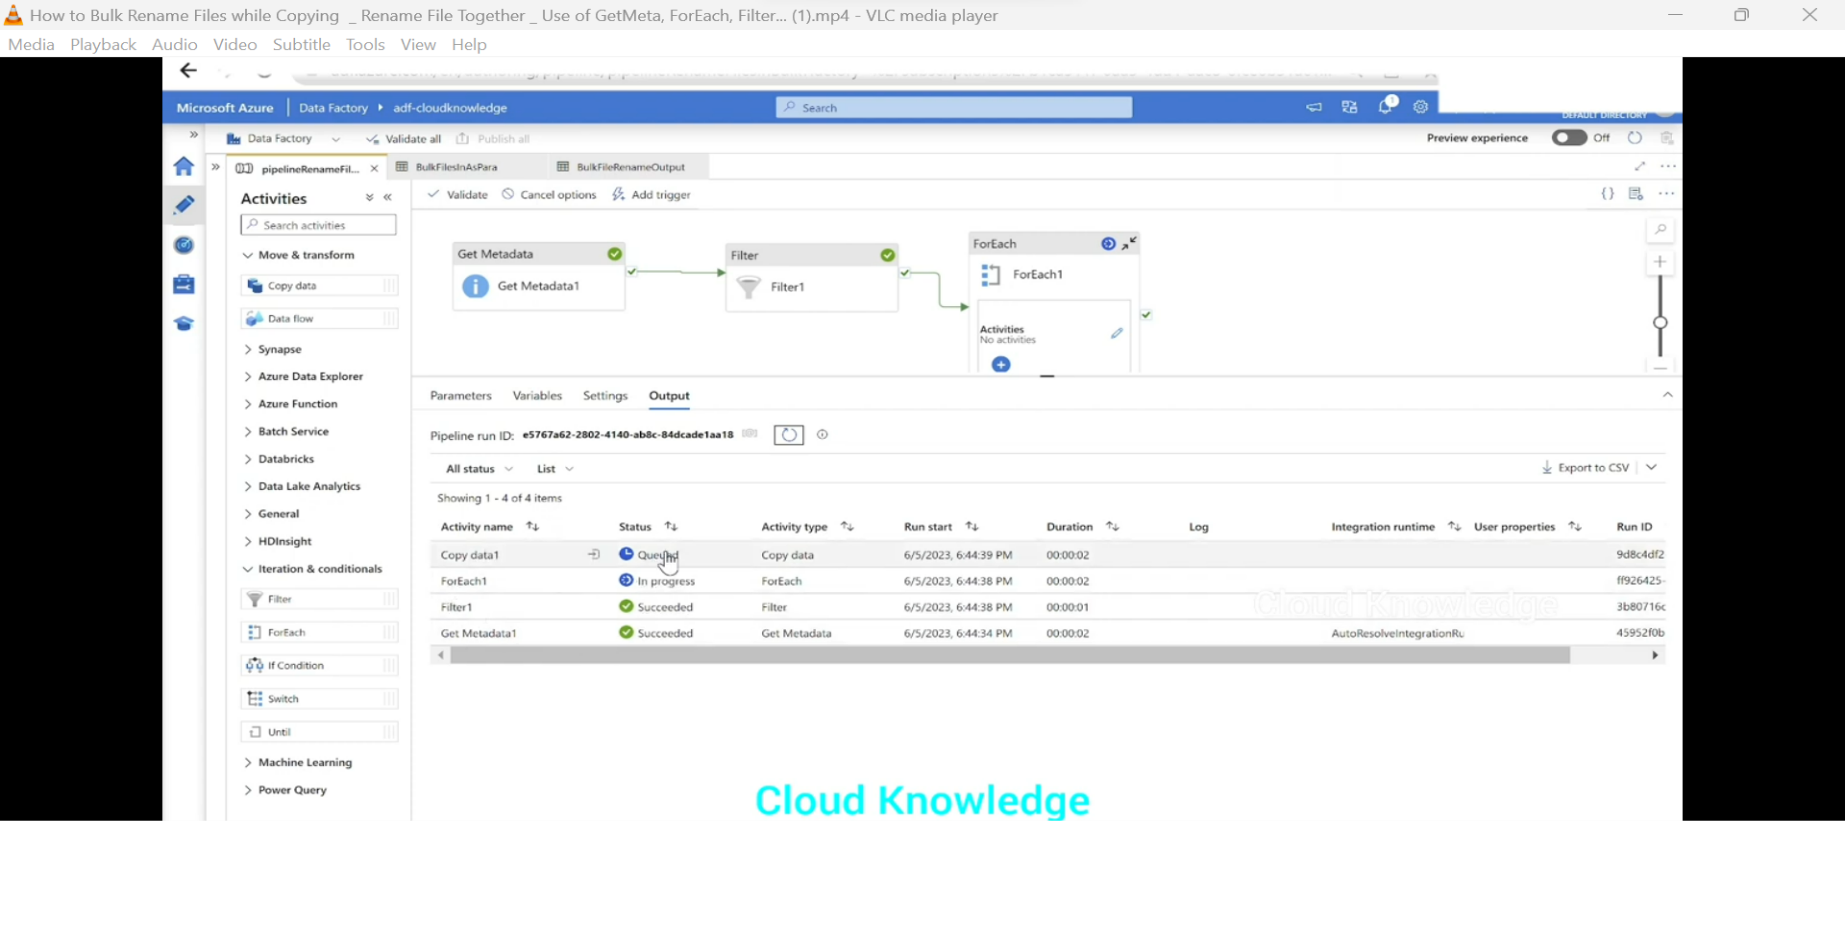 How to Bulk Rename Files while Copying _ Rename File Together _ Use of GetMeta, ForEach, Filter... (1).mp4 - VLC media player
Media Playback Audio Video Subtitle Tools View Help
Microsoft Azure Data Factory adf-cloudknowledge Search
DEFAULT DIRECTORY
Data Factory Validate all Publish all Preview experience Off
pipelineRenameFil... BulkFilesInAsPara BulkFileRenameOutput
Activities Validate Cancel options Add trigger
Search activities
Move & transform
Copy data
Data flow
Synapse
Azure Data Explorer
Azure Function
Batch Service
Databricks
Data Lake Analytics
General
HDInsight
Iteration & conditionals
Filter
ForEach
If Condition
Switch
Until
Machine Learning
Power Query
Get Metadata
Get Metadata1
Filter
Filter1
ForEach
ForEach1
Activities
No activities
Parameters Variables Settings Output
Pipeline run ID: e5767a62-2802-4140-ab8c-84dcade1aa18
All status List Export to CSV
Showing 1 - 4 of 4 items
Activity name Status Activity type Run start Duration Log Integration runtime User properties Run ID
Copy data1 Queued Copy data 6/5/2023, 6:44:39 PM 00:00:02 9d8c4df2
ForEach1 In progress ForEach 6/5/2023, 6:44:38 PM 00:00:02 ff926425-
Filter1 Succeeded Filter 6/5/2023, 6:44:38 PM 00:00:01 3b80716c
Get Metadata1 Succeeded Get Metadata 6/5/2023, 6:44:34 PM 00:00:02 AutoResolveIntegrationRu 45952f0b
Cloud Knowledge
Cloud Knowledge